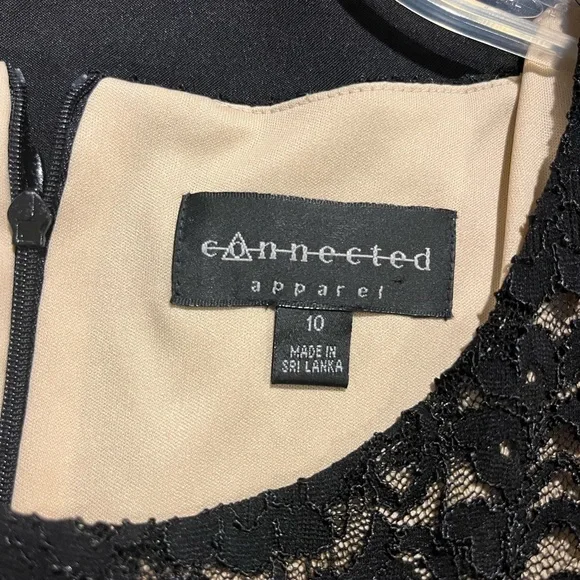 connected
apparel
10
MADE IN
SRI LANKA